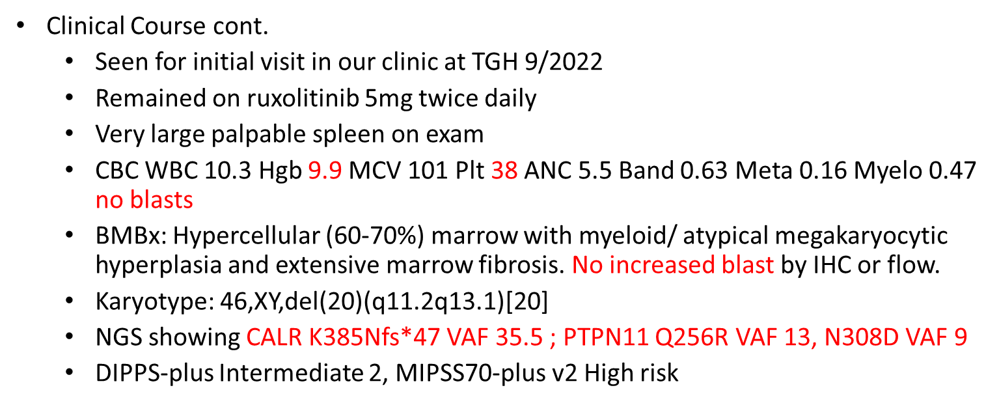 • Clinical Course cont.
• Seen for initial visit in our clinic at TGH 9/2022
• Remained on ruxolitinib 5mg twice daily
• Very large palpable spleen on exam
• CBC WBC 10.3 Hgb 9.9 MCV 101 Plt 38 ANC 5.5 Band 0.63 Meta 0.16 Myelo 0.47
no blasts
• BMBx: Hypercellular (60-70%) marrow with myeloid/ atypical megakaryocytic
hyperplasia and extensive marrow fibrosis. No increased blast by IHC or flow.
• Karyotype: 46,XY,del(20)(q11.2q13.1)[20]
• NGS showing CALR K385Nfs*47 VAF 35.5 ; PTPN11 Q256R VAF 13, N308D VAF 9
• DIPPS-plus Intermediate 2, MIPSS70-plus v2 High risk